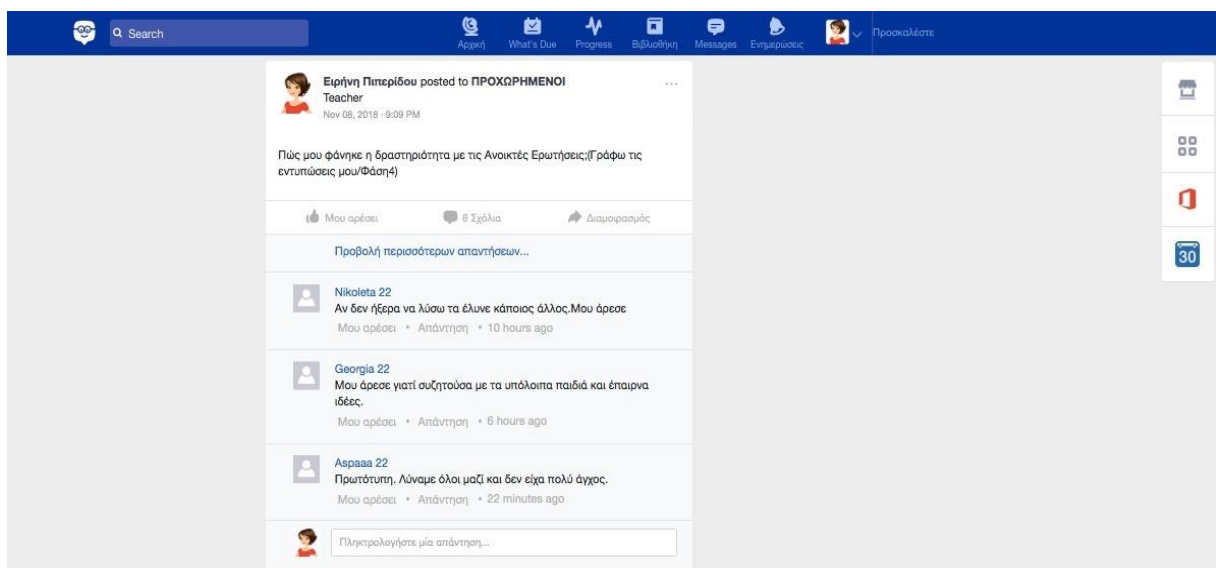 Search
Αρχική
What's Due
Progress
Βιβλιοθήκη
Messages
Ενημερώσεις
Προσκαλέστε
Ειρήνη Πιπερίδου posted to ΠΡΟΧΩΡΗΜΕΝΟΙ
Teacher
Nov 08, 2018 - 9:09 PM
Πώς μου φάνηκε η δραστηριότητα με τις Ανοικτές Ερωτήσεις;(Γράφω τις
εντυπώσεις μου/Φάση4)
Μου αρέσει
8 Σχόλια
Διαμοιρασμός
Προβολή περισσότερων απαντήσεων...
Nikoleta 22
Αν δεν ήξερα να λύσω τα έλυνε κάποιος άλλος.Μου άρεσε
Μου αρέσει • Απάντηση • 10 hours ago
Georgia 22
Μου άρεσε γιατί συζητούσα με τα υπόλοιπα παιδιά και έπαιρνα
ιδέες.
Μου αρέσει • Απάντηση • 6 hours ago
Aspaaa 22
Πρωτότυπη. Λύναμε όλοι μαζί και δεν είχα πολύ άγχος.
Μου αρέσει • Απάντηση • 22 minutes ago
Πληκτρολογήστε μία απάντηση...
30